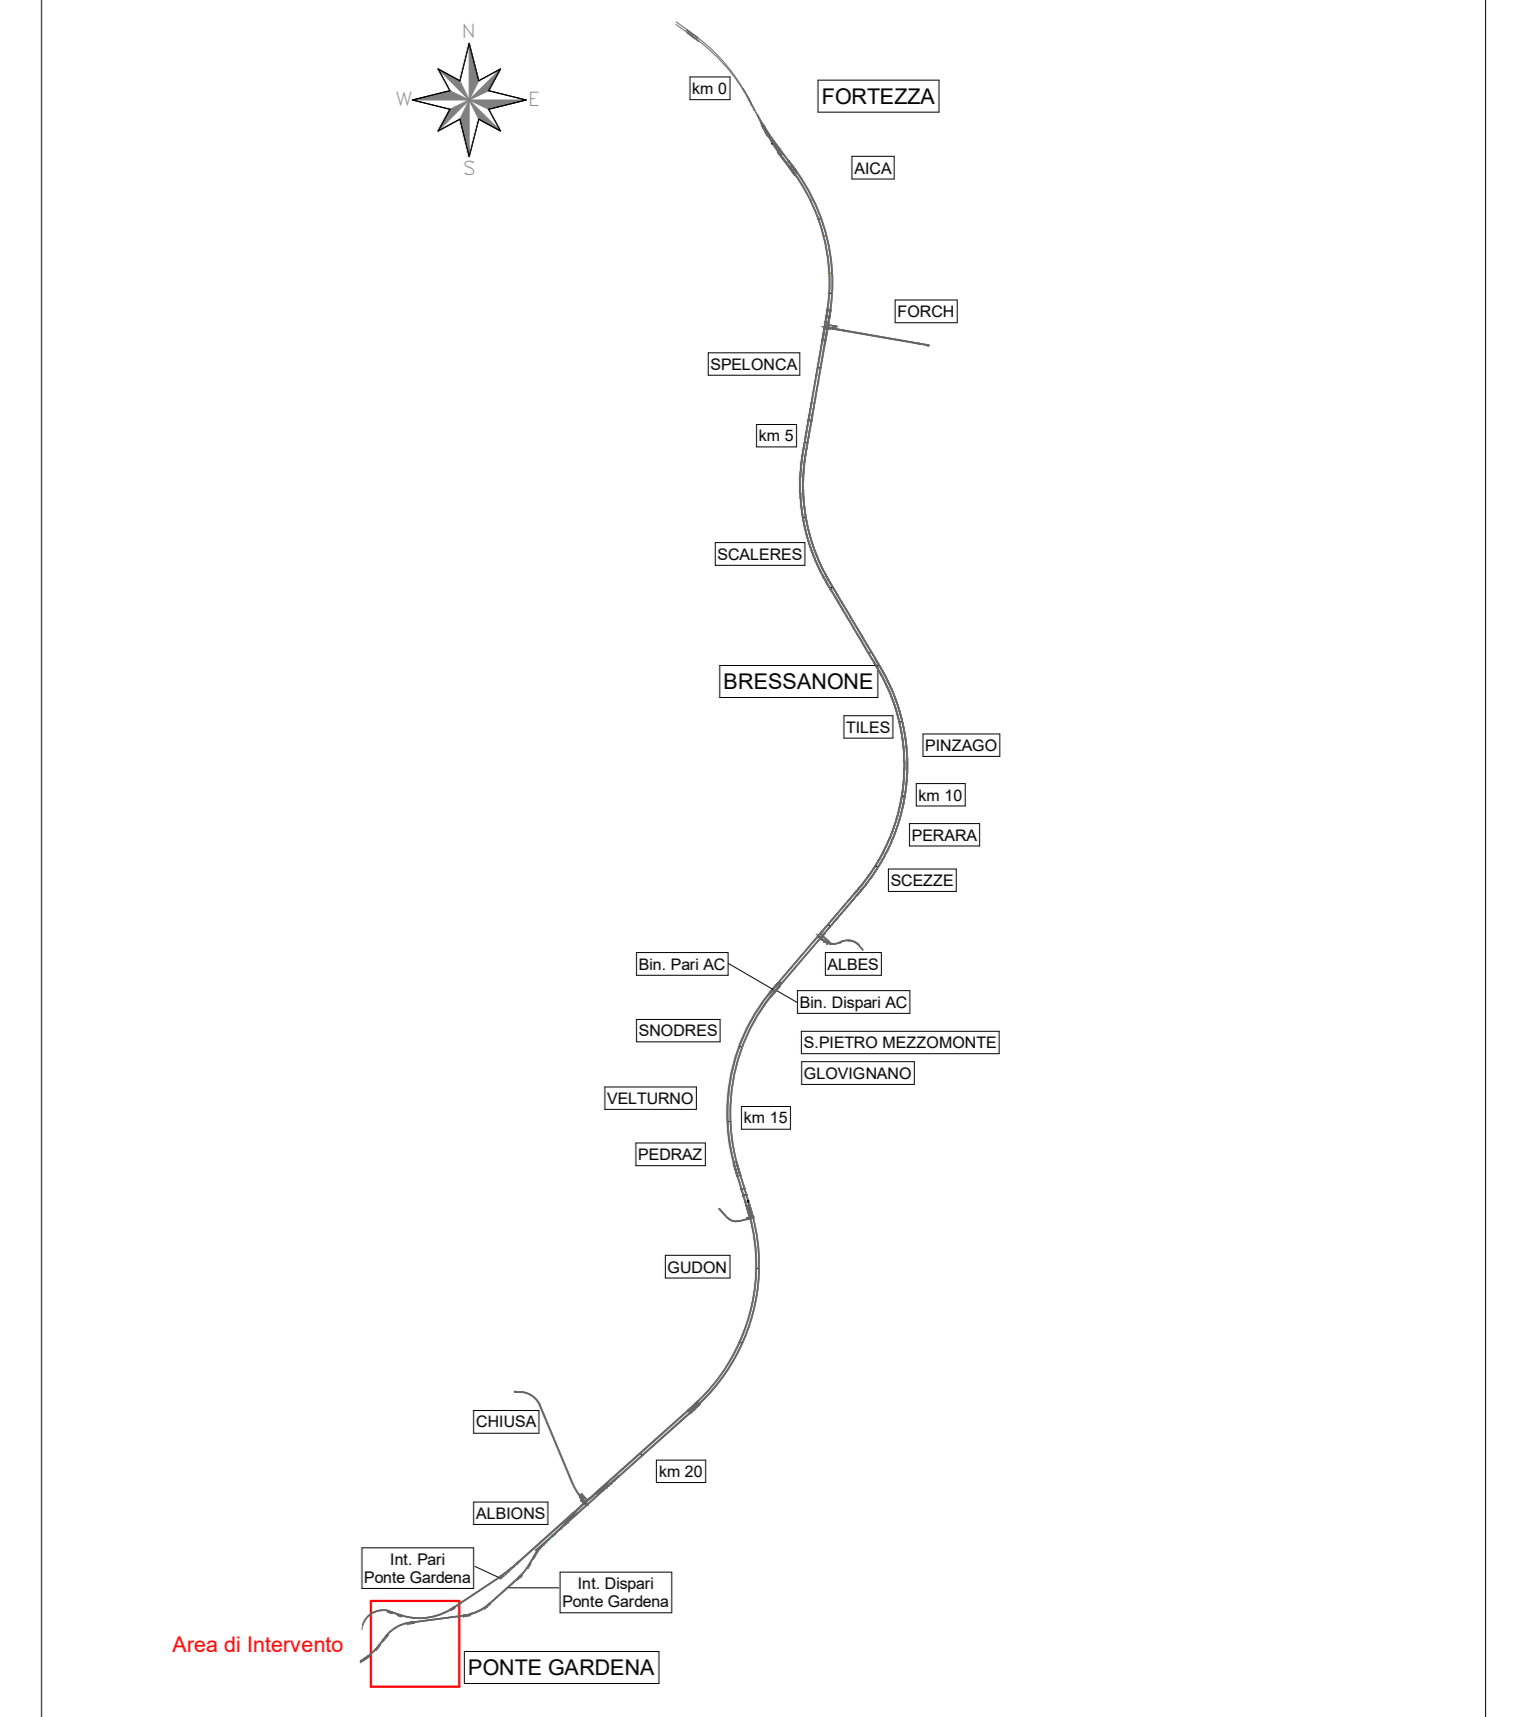 N
W
E
S
km 0
FORTEZZA
AICA
FORCH
SPELONCA
km 5
SCALERES
BRESSANONE
TILES
PINZAGO
km 10
PERARA
SCEZZE
Bin. Pari AC
ALBES
Bin. Dispari AC
SNODRES
S.PIETRO MEZZOMONTE
GLOVIGNANO
VELTURNO
km 15
PEDRAZ
GUDON
CHIUSA
km 20
ALBIONS
Int. Pari
Ponte Gardena
Int. Dispari
Ponte Gardena
Area di Intervento
PONTE GARDENA